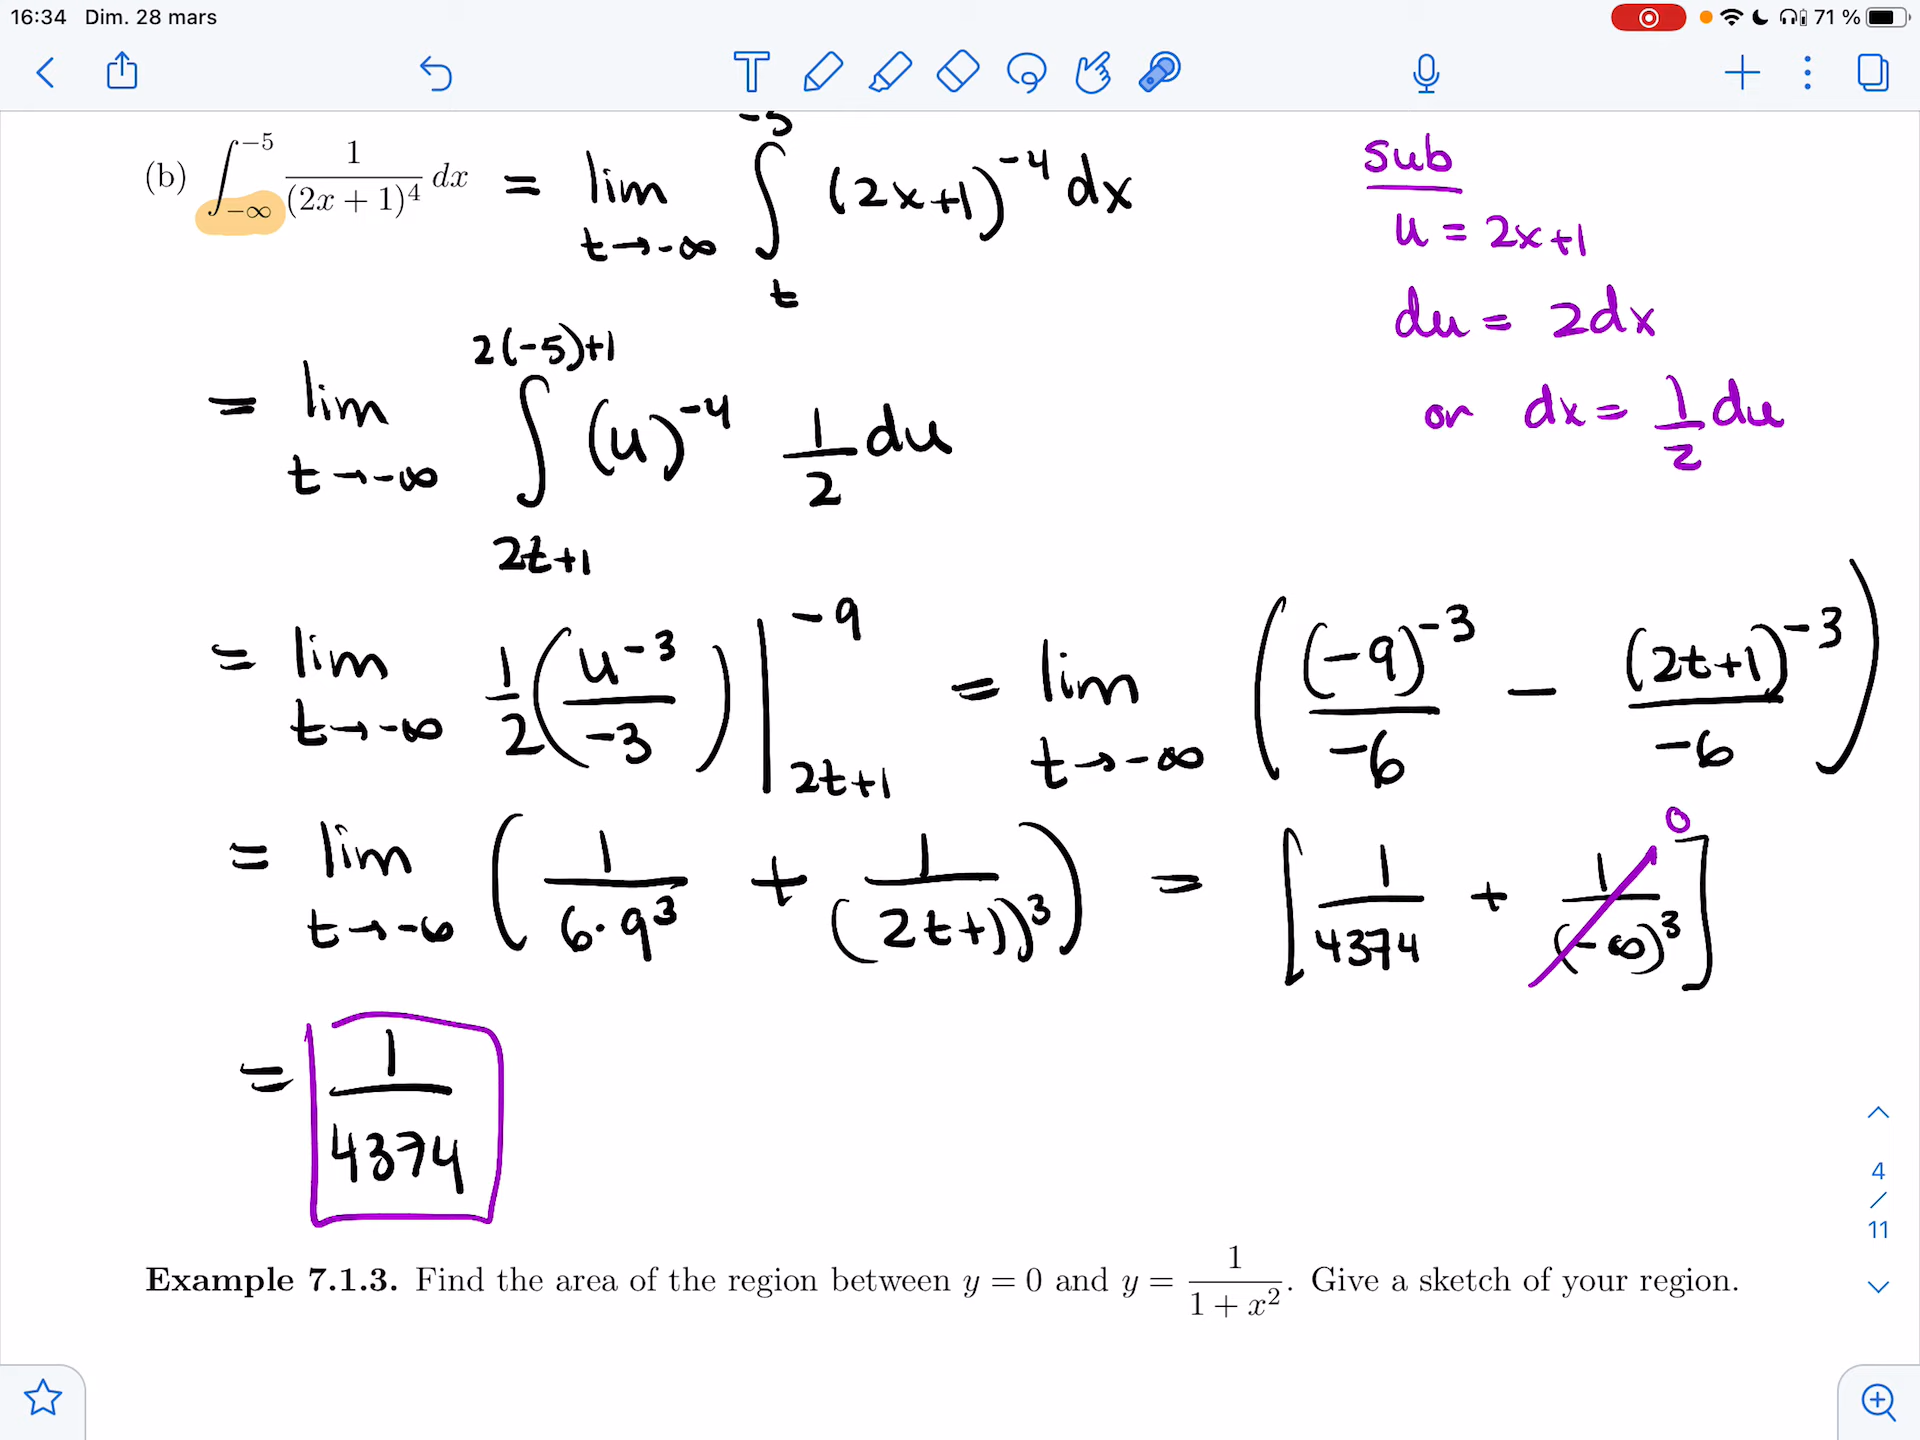 16:34 Dim. 28 mars 71 %
(b) ∫_{-∞}^{-5} 1/(2x + 1)^4 dx = lim_{t→-∞} ∫_t^{-5} (2x+1)^{-4} dx
sub
u = 2x+1
du = 2dx
or dx = 1/2 du
= lim_{t→-∞} ∫_{2t+1}^{2(-5)+1} (u)^{-4} 1/2 du
= lim_{t→-∞} 1/2 (u^{-3}/-3) |_{2t+1}^{-9} = lim_{t→-∞} ((-9)^{-3}/-6 - (2t+1)^{-3}/-6)
= lim_{t→-∞} (1/(6·9^3) + 1/(2t+1)^3) = [1/4374 + 1/(-∞)^3 0]
= 1/4374
4
/
11
Example 7.1.3. Find the area of the region between y = 0 and y = 1/(1 + x^2). Give a sketch of your region.